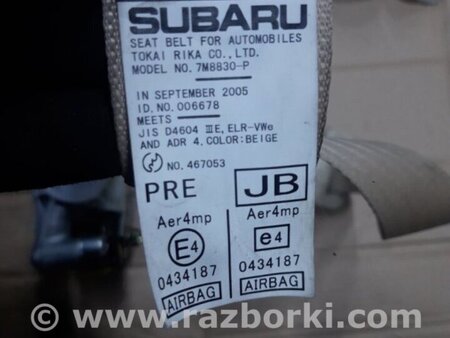 SUBARU
SEAT BELT FOR AUTOMOBILES
TOKAI RIKA CO., LTD.
MODEL NO. 7M8830-P
IN SEPTEMBER 2005
ID.NO.006678
MEETS
JIS D4604 ⅢE, ELR-VWe
AND ADR 4. COLOR:BEIGE
NO. 467053
PRE JB
Aer4mp Aer4mp
E4 e4
0434187 0434187
AIRBAG AIRBAG
© www.razborki.com